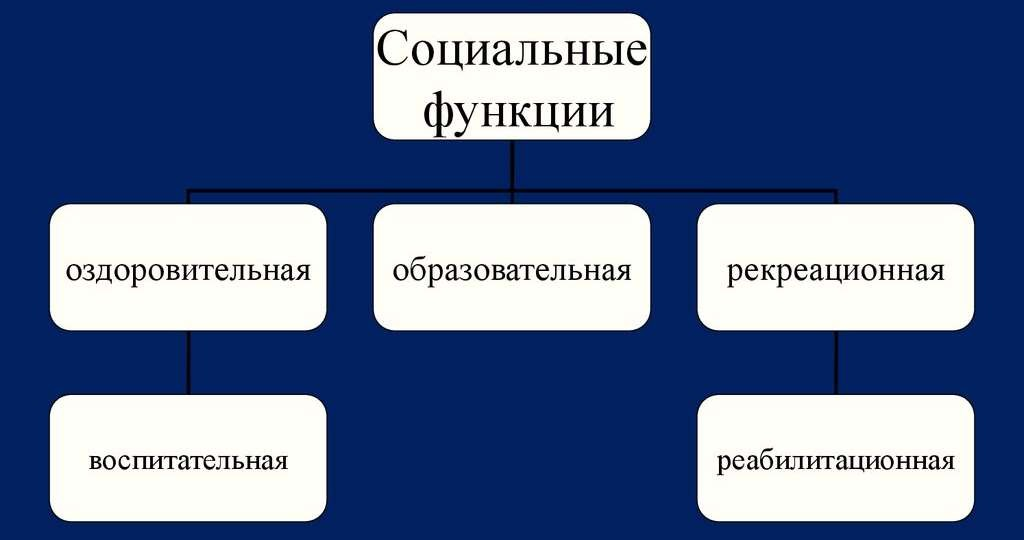 Социальные
функции
оздоровительная
образовательная
рекреационная
воспитательная
реабилитационная